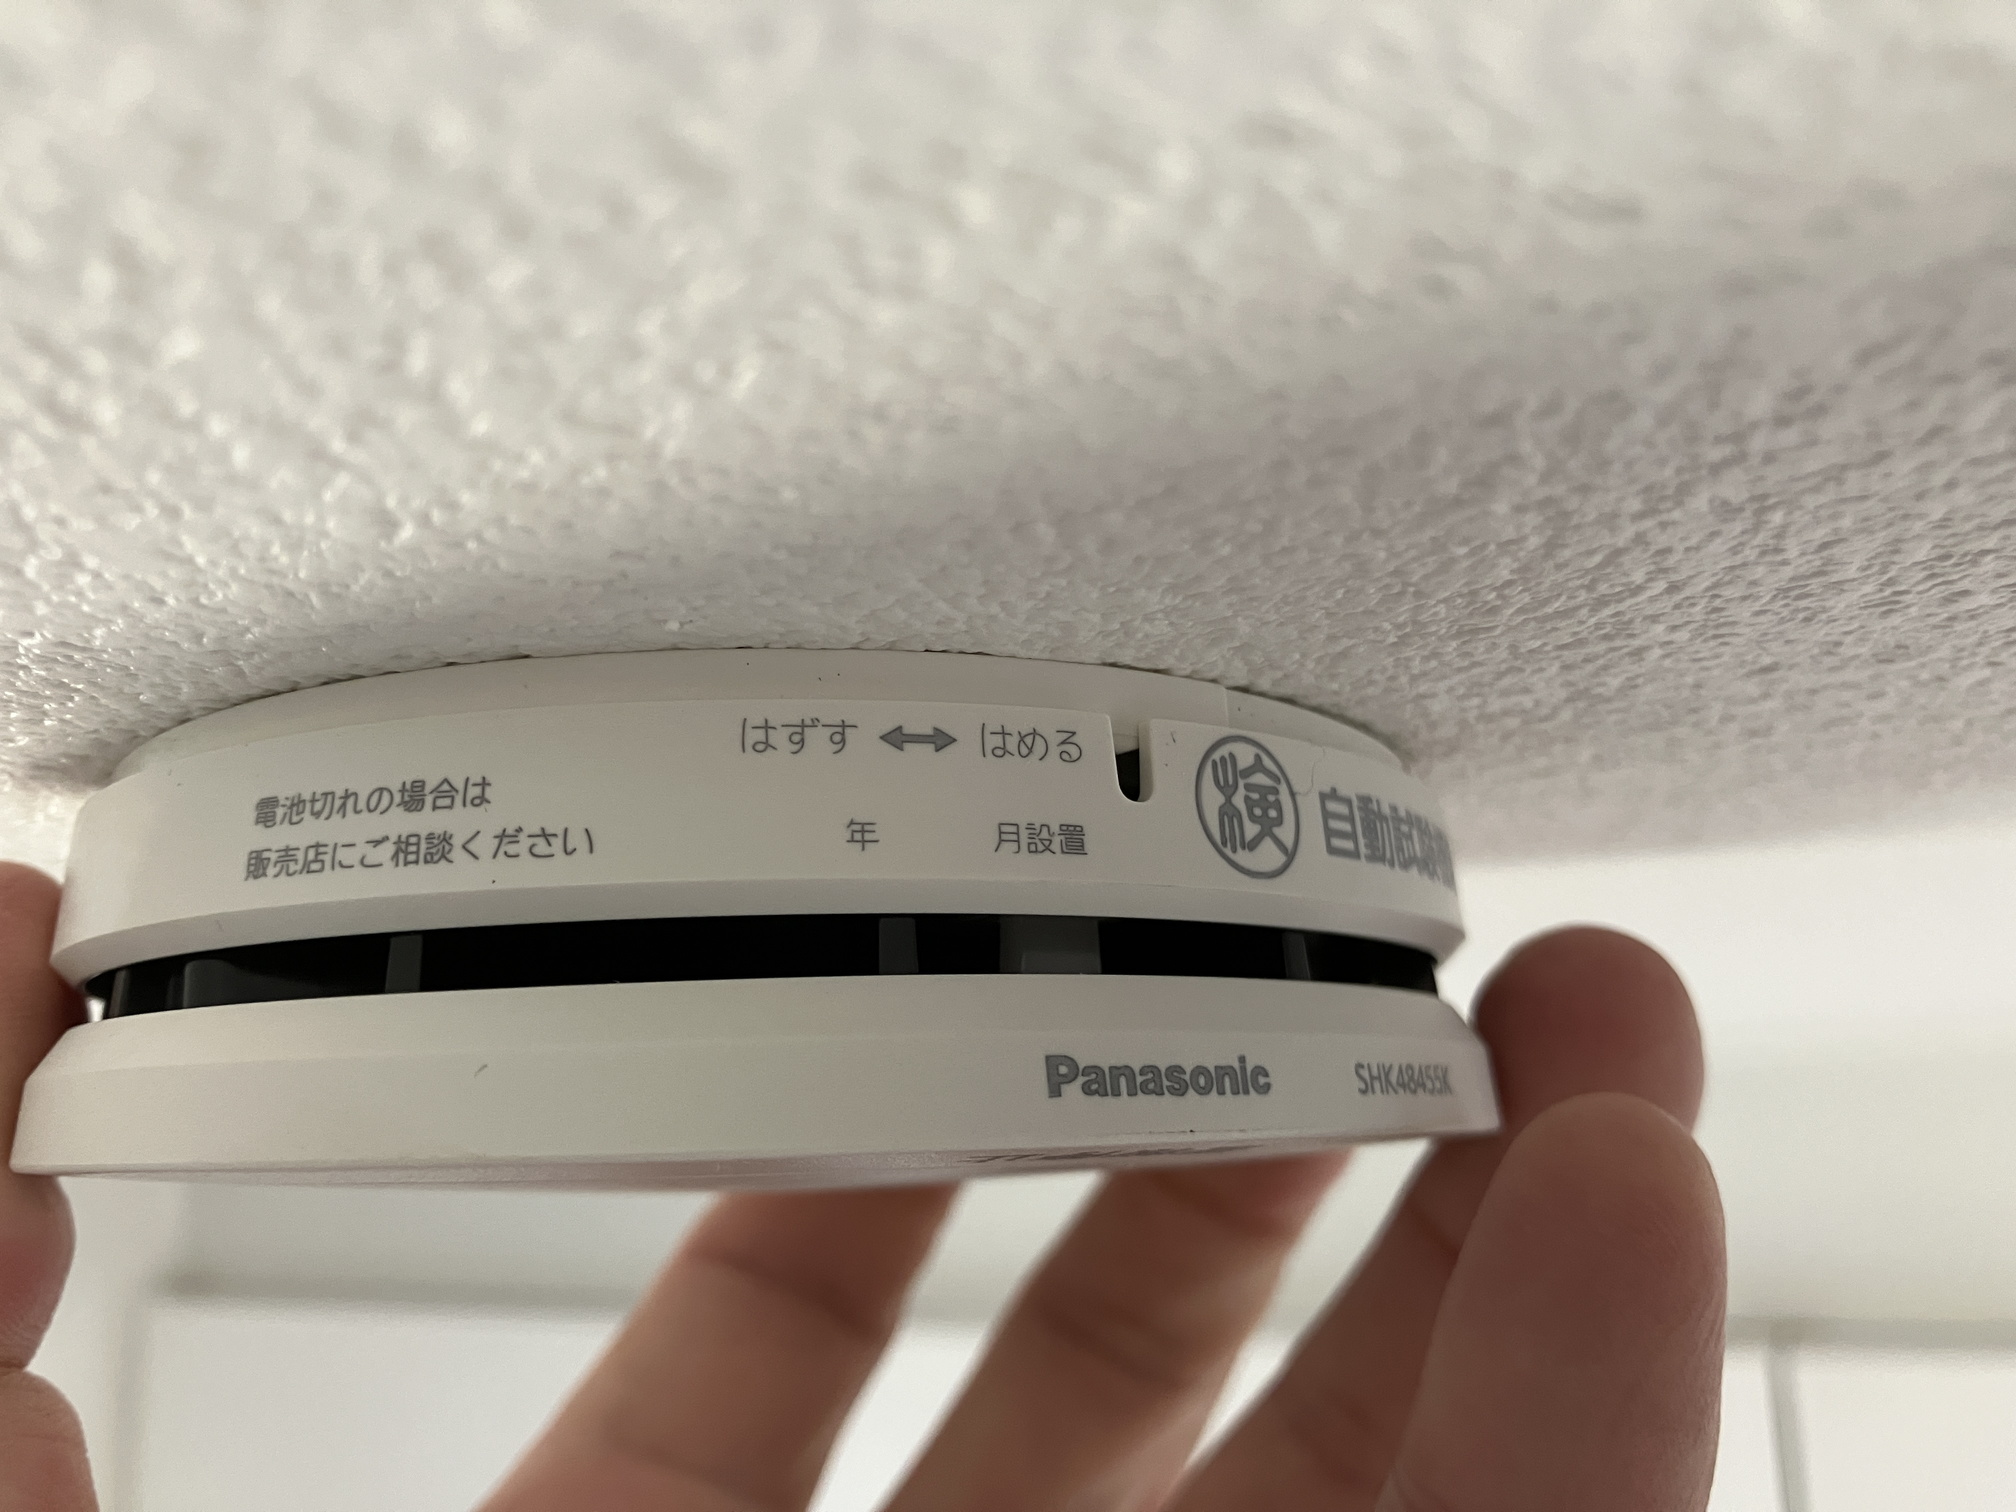 はずす ⇔ はめる
電池切れの場合は
販売店にご相談ください
年 月設置
検 自動試験
Panasonic SHK48455K